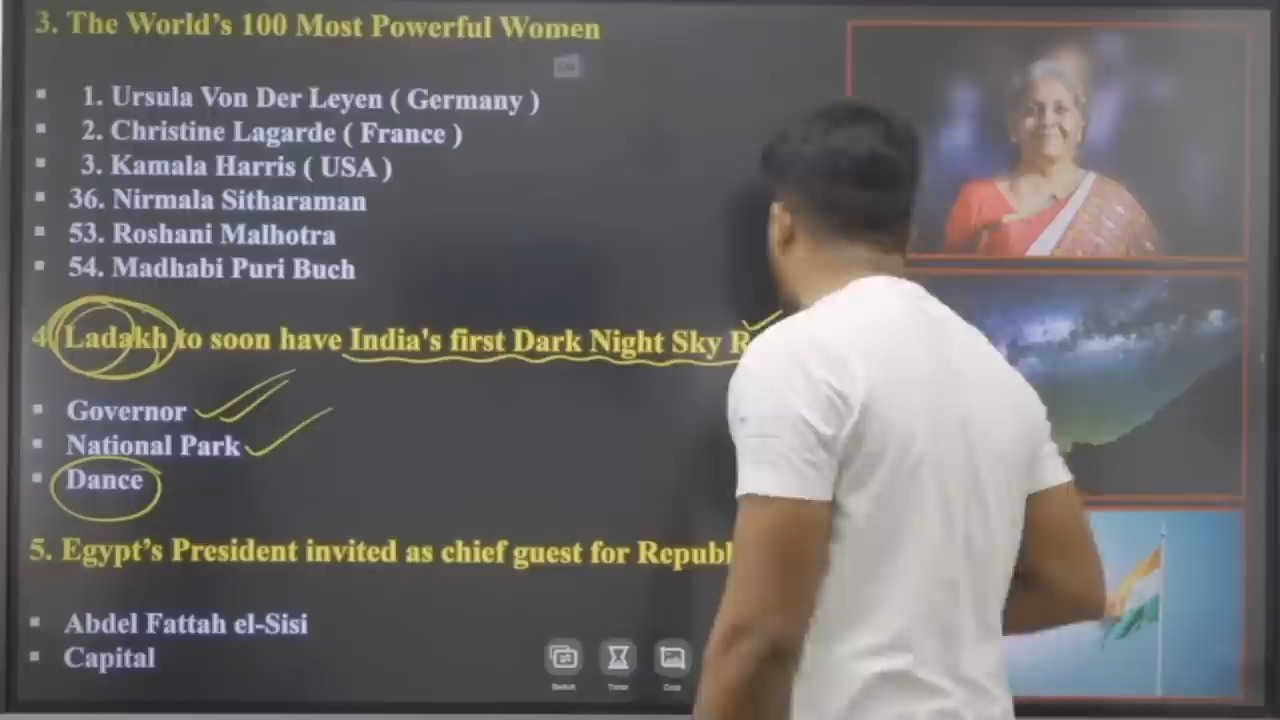 3. The World's 100 Most Powerful Women
1. Ursula Von Der Leyen ( Germany )
2. Christine Lagarde ( France )
3. Kamala Harris ( USA )
36. Nirmala Sitharaman
53. Roshani Malhotra
54. Madhabi Puri Buch
4. Ladakh to soon have India's first Dark Night Sky R
Governor
National Park
Dance
5. Egypt's President invited as chief guest for Republ
Abdel Fattah el-Sisi
Capital